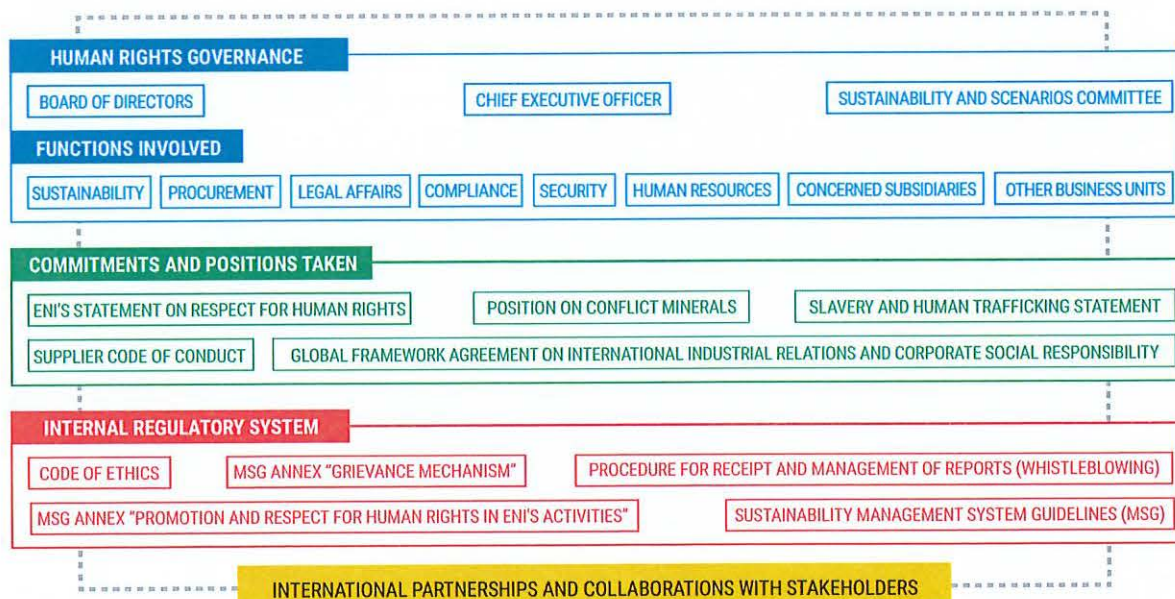 HUMAN RIGHTS GOVERNANCE
BOARD OF DIRECTORS CHIEF EXECUTIVE OFFICER SUSTAINABILITY AND SCENARIOS COMMITTEE
FUNCTIONS INVOLVED
SUSTAINABILITY PROCUREMENT LEGAL AFFAIRS COMPLIANCE SECURITY HUMAN RESOURCES CONCERNED SUBSIDIARIES OTHER BUSINESS UNITS
COMMITMENTS AND POSITIONS TAKEN
ENI'S STATEMENT ON RESPECT FOR HUMAN RIGHTS POSITION ON CONFLICT MINERALS SLAVERY AND HUMAN TRAFFICKING STATEMENT
SUPPLIER CODE OF CONDUCT GLOBAL FRAMEWORK AGREEMENT ON INTERNATIONAL INDUSTRIAL RELATIONS AND CORPORATE SOCIAL RESPONSIBILITY
INTERNAL REGULATORY SYSTEM
CODE OF ETHICS MSG ANNEX "GRIEVANCE MECHANISM" PROCEDURE FOR RECEIPT AND MANAGEMENT OF REPORTS (WHISTLEBLOWING)
MSG ANNEX "PROMOTION AND RESPECT FOR HUMAN RIGHTS IN ENI'S ACTIVITIES" SUSTAINABILITY MANAGEMENT SYSTEM GUIDELINES (MSG)
INTERNATIONAL PARTNERSHIPS AND COLLABORATIONS WITH STAKEHOLDERS